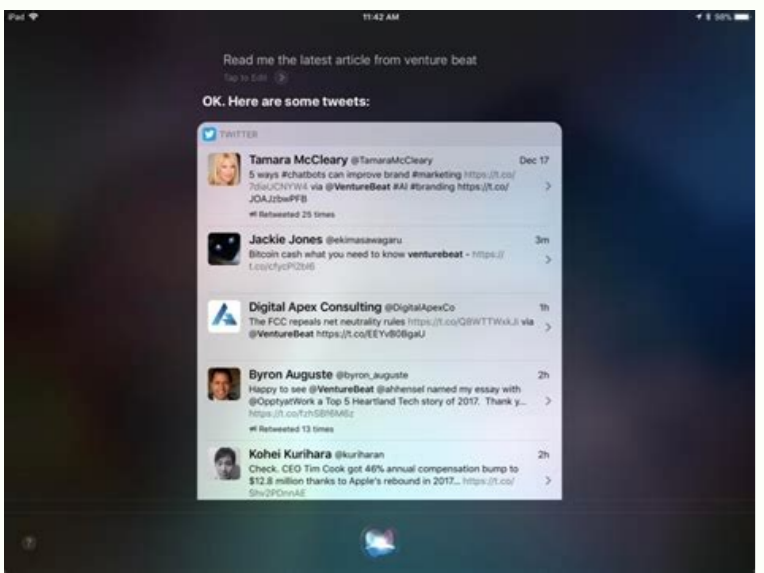 iPad
11:42 AM
98%
Read me the latest article from venture beat
Tap to Edit
OK. Here are some tweets:
TWITTER
Tamara McCleary @TamaraMcCleary Dec 17
5 ways #chatbots can improve brand #marketing https://t.co/
7dieUCNYW4 via @VentureBeat #AI #branding https://t.co/
JOAJzbwPFB
Retweeted 25 times
Jackie Jones @ekimasawagaru 3m
Bitcoin cash what you need to know venturebeat - https://
t.co/cfycPi2bI6
Digital Apex Consulting @DigitalApexCo 1h
The FCC repeals net neutrality rules https://t.co/QBWTTWxkJi via
@VentureBeat https://t.co/EEYvB0BgaU
Byron Auguste @byron_auguste 2h
Happy to see @VentureBeat @ahhensel named my essay with
@OpptyatWork a Top 5 Heartland Tech story of 2017. Thank y...
https://t.co/fzhSBf6M6z
Retweeted 13 times
Kohei Kurihara @kuriharan 2h
Check. CEO Tim Cook got 46% annual compensation bump to
$12.8 million thanks to Apple's rebound in 2017... https://t.co/
Shv2PDnnAE
?